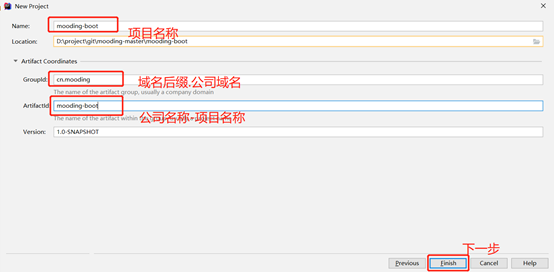 New Project
Name: mooding-boot
项目名称
Location: D:\project\git\mooding-master\mooding-boot
Artifact Coordinates
GroupId: cn.mooding
域名后缀.公司域名
The name of the artifact group, usually a company domain
ArtifactId: mooding-boot
公司名称-项目名称
The name of the artifact within
Version: 1.0-SNAPSHOT
下一步
Previous Finish Cancel Help